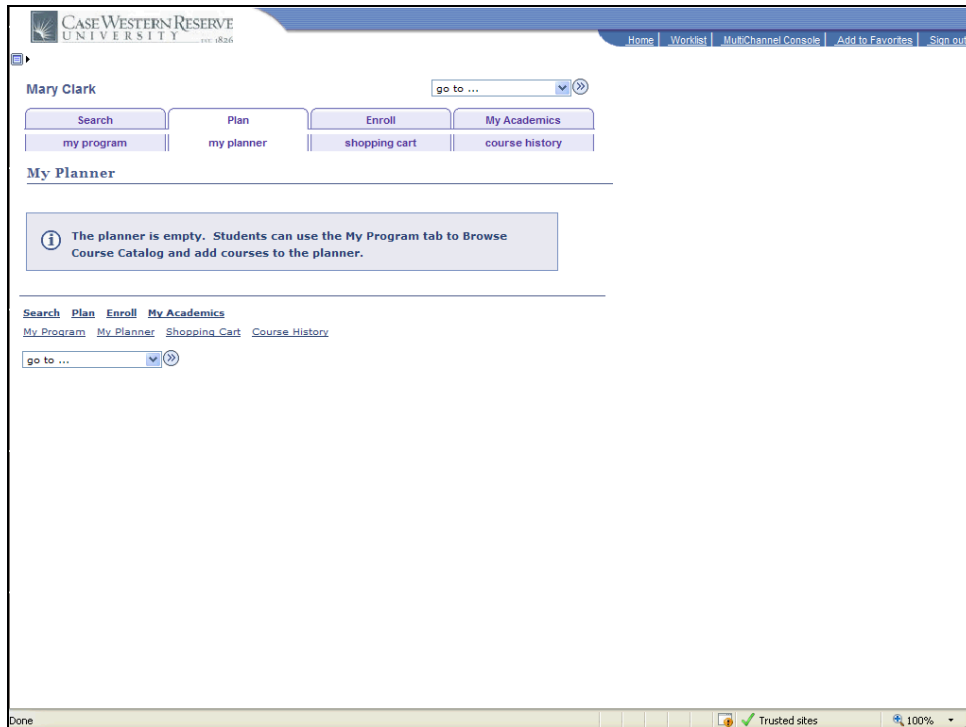 CASE WESTERN RESERVE
UNIVERSITY EST. 1826
Home Worklist MultiChannel Console Add to Favorites Sign out
Mary Clark
go to ...
Search Plan Enroll My Academics
my program my planner shopping cart course history
My Planner
The planner is empty. Students can use the My Program tab to Browse
Course Catalog and add courses to the planner.
Search Plan Enroll My Academics
My Program My Planner Shopping Cart Course History
go to ...
Done Trusted sites 100%